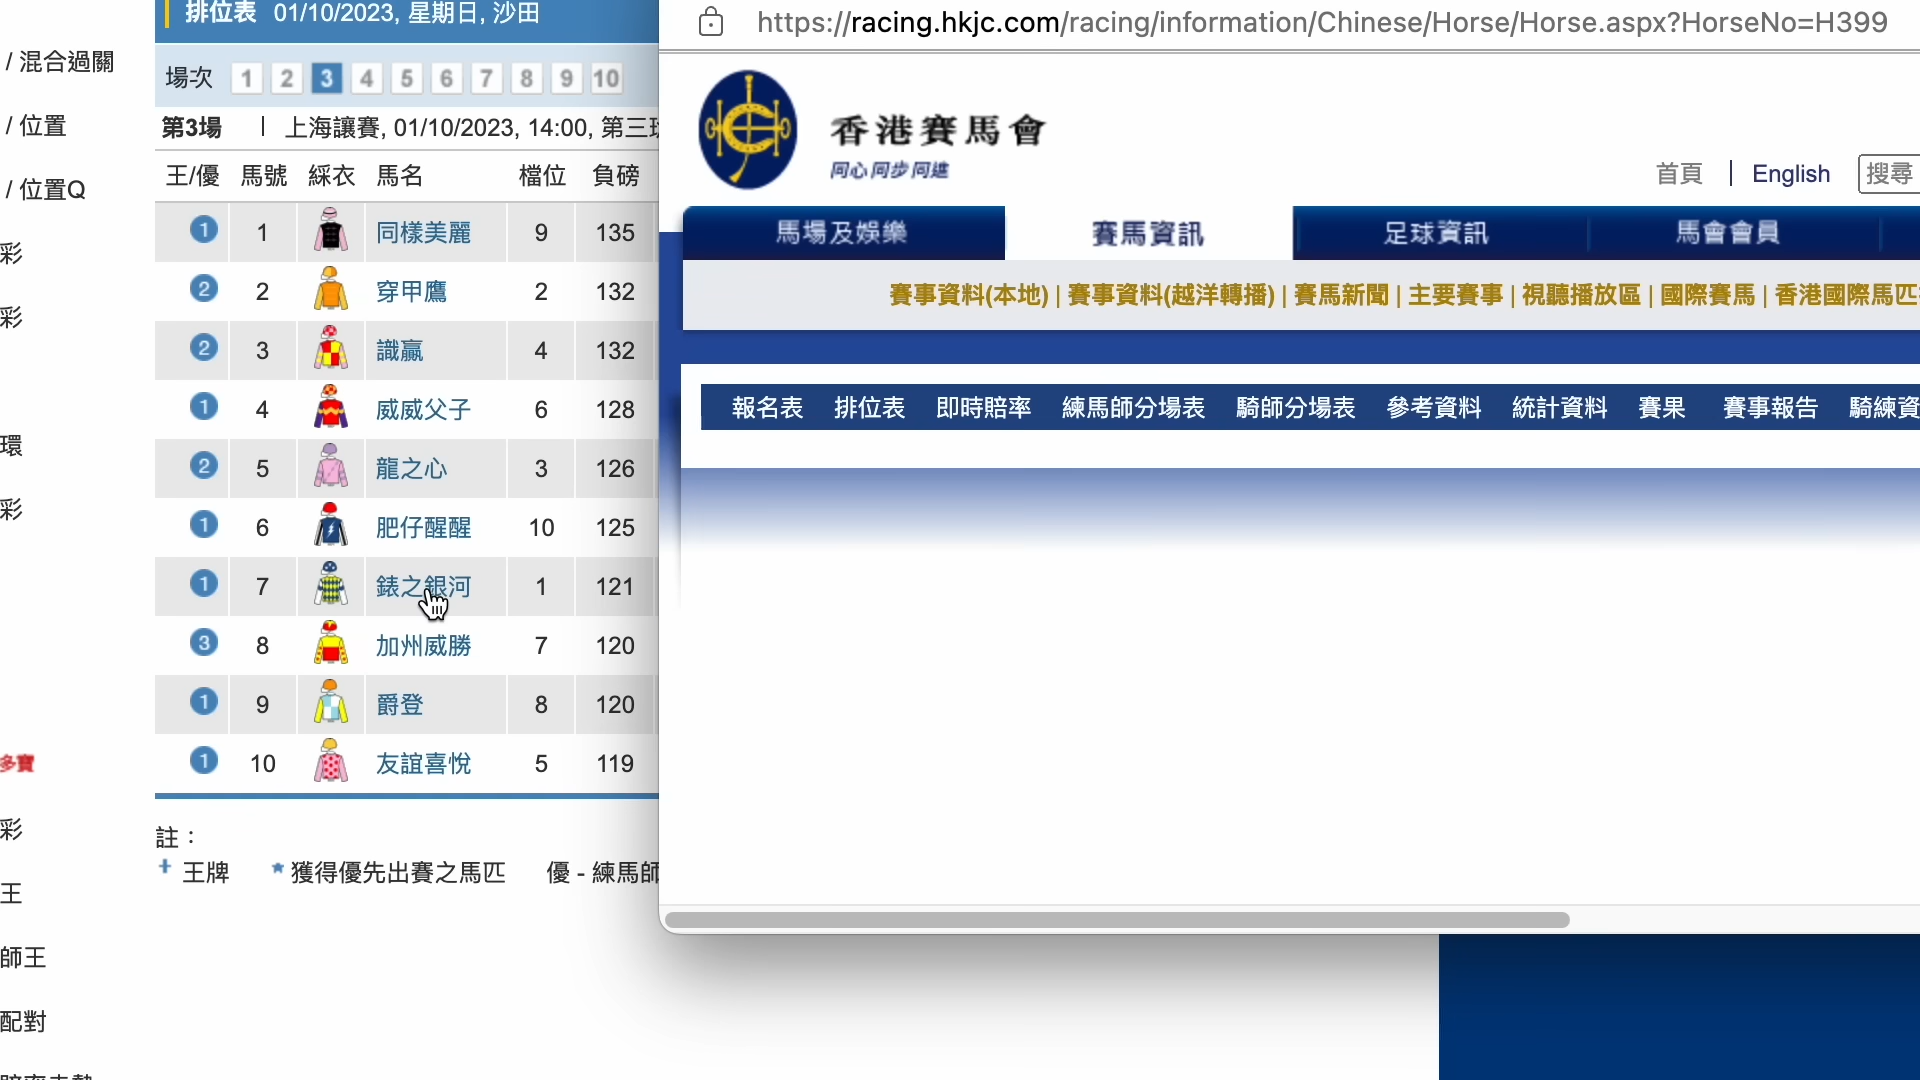 排位表 01/10/2023, 星期日, 沙田
/ 混合過關
/ 位置
/ 位置Q
彩
彩
環
彩
多寶
彩
王
師王
配對
場次 1 2 3 4 5 6 7 8 9 10
第3場 | 上海讓賽, 01/10/2023, 14:00, 第三班
王/優 馬號 綵衣 馬名 檔位 負磅
1 1 同樣美麗 9 135
2 2 穿甲鷹 2 132
2 3 識贏 4 132
1 4 威威父子 6 128
2 5 龍之心 3 126
1 6 肥仔醒醒 10 125
1 7 錶之銀河 1 121
3 8 加州威勝 7 120
1 9 爵登 8 120
1 10 友誼喜悅 5 119
註：
+ 王牌 * 獲得優先出賽之馬匹 優 - 練馬師
https://racing.hkjc.com/racing/information/Chinese/Horse/Horse.aspx?HorseNo=H399
香港賽馬會
同心同步同進
首頁 | English 搜尋
馬場及娛樂 賽馬資訊 足球資訊 馬會會員
賽事資料(本地) | 賽事資料(越洋轉播) | 賽馬新聞 | 主要賽事 | 視聽播放區 | 國際賽馬 | 香港國際馬匹
報名表 排位表 即時賠率 練馬師分場表 騎師分場表 參考資料 統計資料 賽果 賽事報告 騎練資